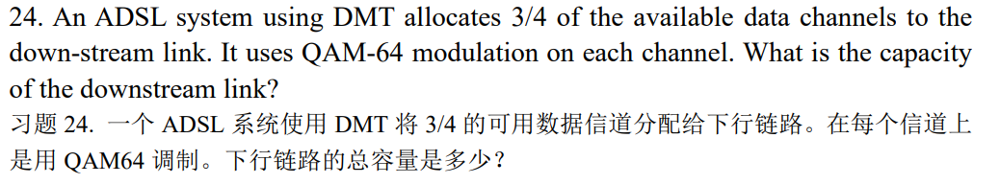 24. An ADSL system using DMT allocates 3/4 of the available data channels to the
down-stream link. It uses QAM-64 modulation on each channel. What is the capacity
of the downstream link?
习题 24. 一个 ADSL 系统使用 DMT 将 3/4 的可用数据信道分配给下行链路。在每个信道上
是用 QAM64 调制。下行链路的总容量是多少？